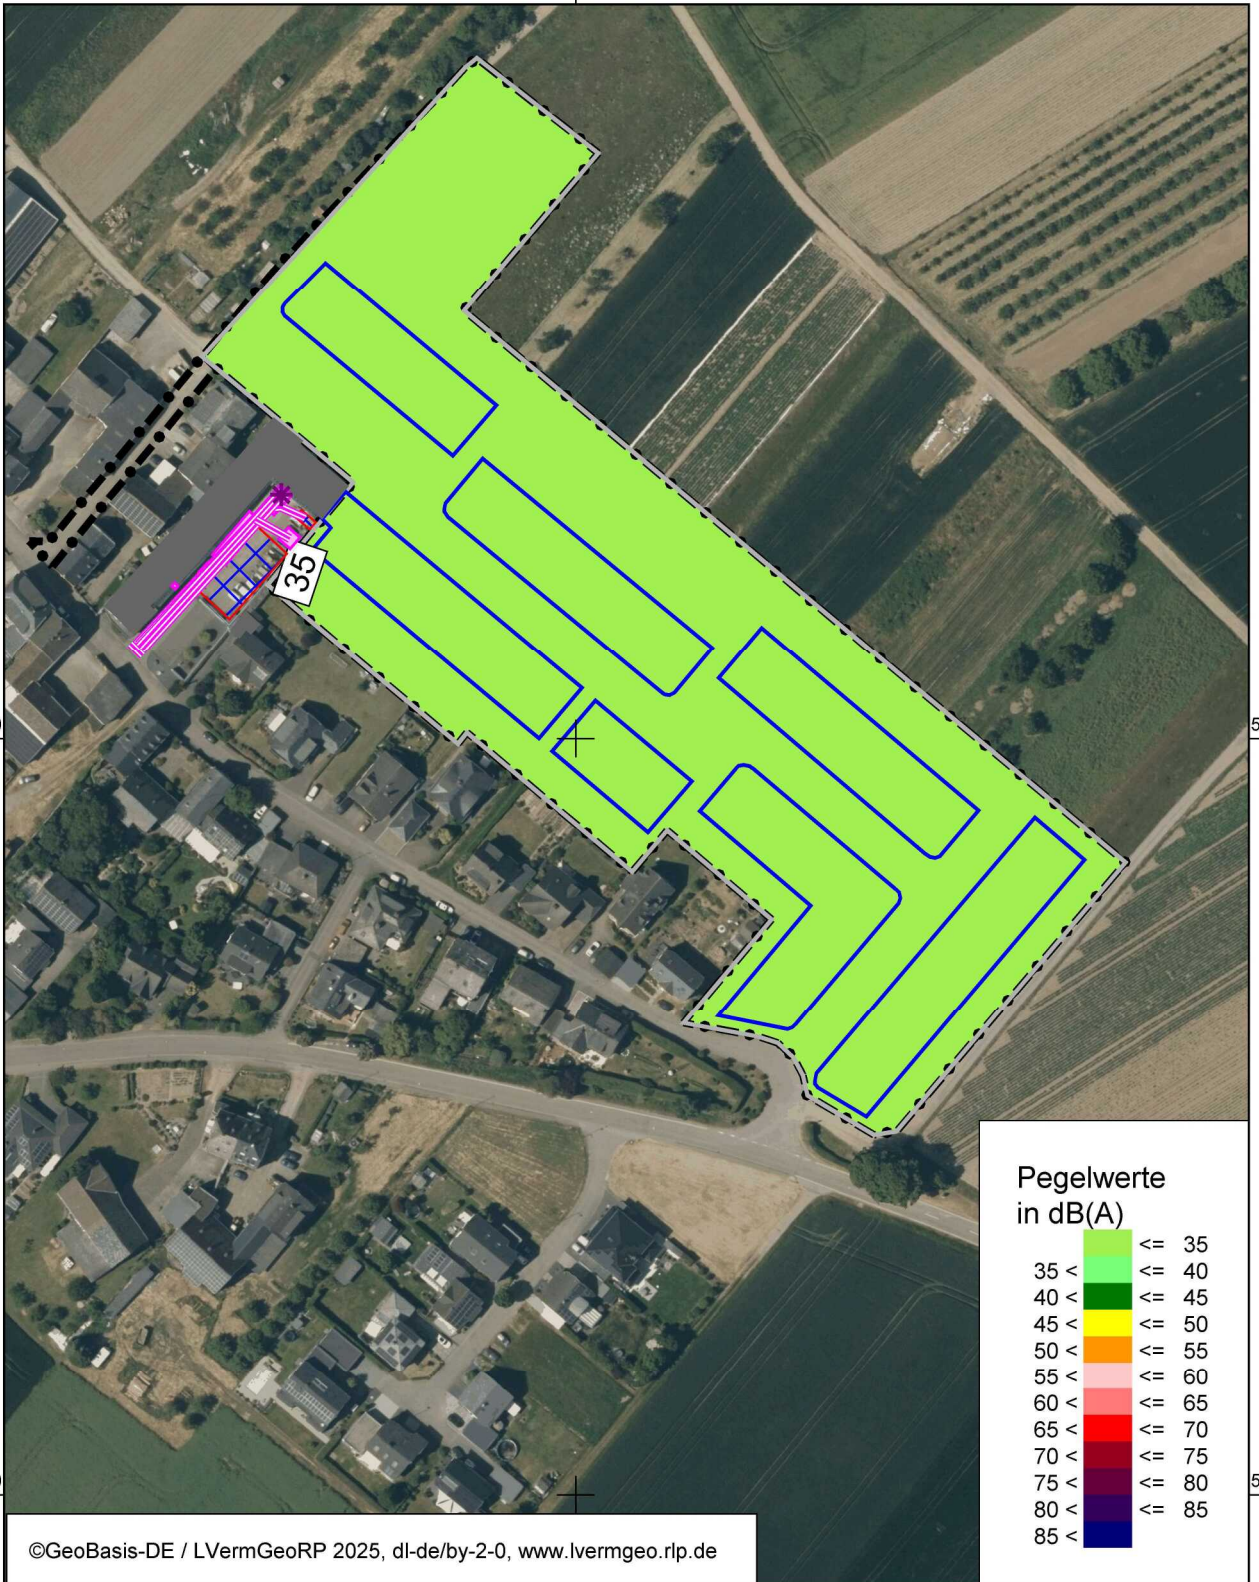 35
5
5
Pegelwerte
in dB(A)
<= 35
35 < <= 40
40 < <= 45
45 < <= 50
50 < <= 55
55 < <= 60
60 < <= 65
65 < <= 70
70 < <= 75
75 < <= 80
80 < <= 85
85 <
©GeoBasis-DE / LVermGeoRP 2025, dl-de/by-2-0, www.lvermgeo.rlp.de